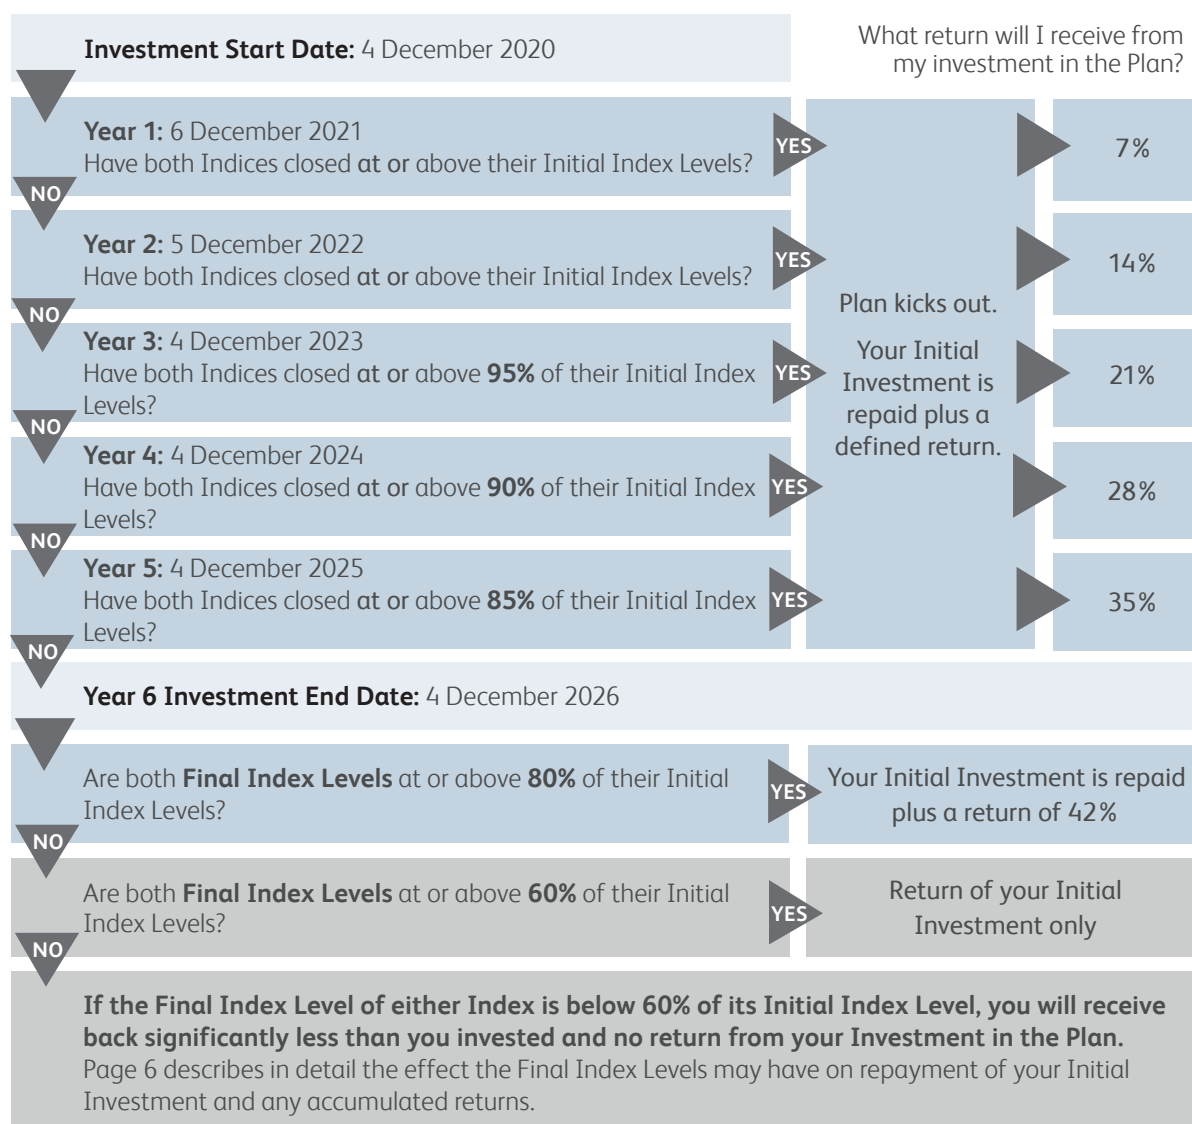 Investment Start Date: 4 December 2020
What return will I receive from
my investment in the Plan?
Year 1: 6 December 2021
Have both Indices closed at or above their Initial Index Levels?
YES
7%
NO
Year 2: 5 December 2022
Have both Indices closed at or above their Initial Index Levels?
YES
14%
NO
Year 3: 4 December 2023
Have both Indices closed at or above 95% of their Initial Index
Levels?
YES
21%
NO
Year 4: 4 December 2024
Have both Indices closed at or above 90% of their Initial Index
Levels?
YES
28%
NO
Year 5: 4 December 2025
Have both Indices closed at or above 85% of their Initial Index
Levels?
YES
35%
NO
Plan kicks out.
Your Initial
Investment is
repaid plus a
defined return.
Year 6 Investment End Date: 4 December 2026
Are both Final Index Levels at or above 80% of their Initial
Index Levels?
YES
Your Initial Investment is repaid
plus a return of 42%
NO
Are both Final Index Levels at or above 60% of their Initial
Index Levels?
YES
Return of your Initial
Investment only
NO
If the Final Index Level of either Index is below 60% of its Initial Index Level, you will receive
back significantly less than you invested and no return from your Investment in the Plan.
Page 6 describes in detail the effect the Final Index Levels may have on repayment of your Initial
Investment and any accumulated returns.